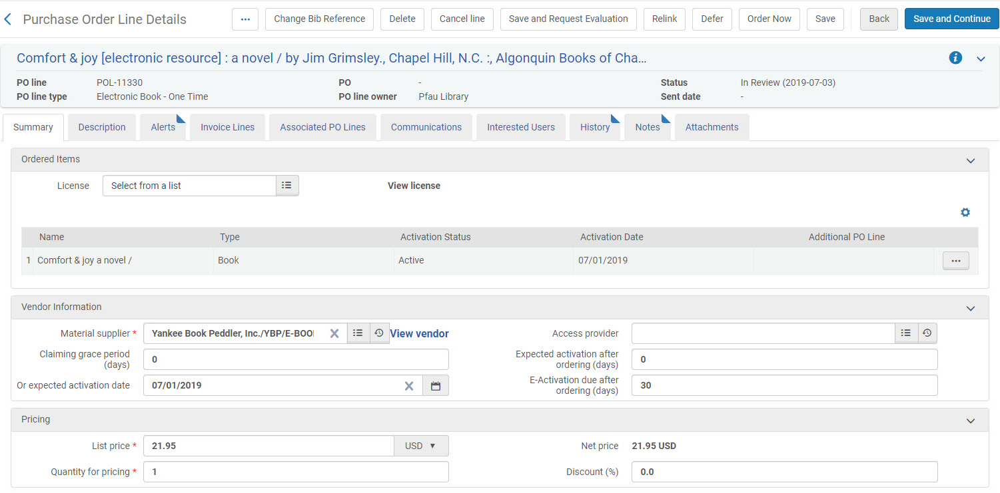 Purchase Order Line Details ... Change Bib Reference Delete Cancel line Save and Request Evaluation Relink Defer Order Now Save Back Save and Continue
Comfort & joy [electronic resource] : a novel / by Jim Grimsley., Chapel Hill, N.C. :, Algonquin Books of Cha...
PO line POL-11330 PO - Status In Review (2019-07-03)
PO line type Electronic Book - One Time PO line owner Pfau Library Sent date -
Summary Description Alerts Invoice Lines Associated PO Lines Communications Interested Users History Notes Attachments
Ordered Items
License Select from a list View license
Name Type Activation Status Activation Date Additional PO Line
1 Comfort & joy a novel / Book Active 07/01/2019 ...
Vendor Information
Material supplier * Yankee Book Peddler, Inc./YBP/E-BOO View vendor Access provider
Claiming grace period (days) 0 Expected activation after ordering (days) 0
Or expected activation date 07/01/2019 E-Activation due after ordering (days) 30
Pricing
List price * 21.95 USD Net price 21.95 USD
Quantity for pricing * 1 Discount (%) 0.0